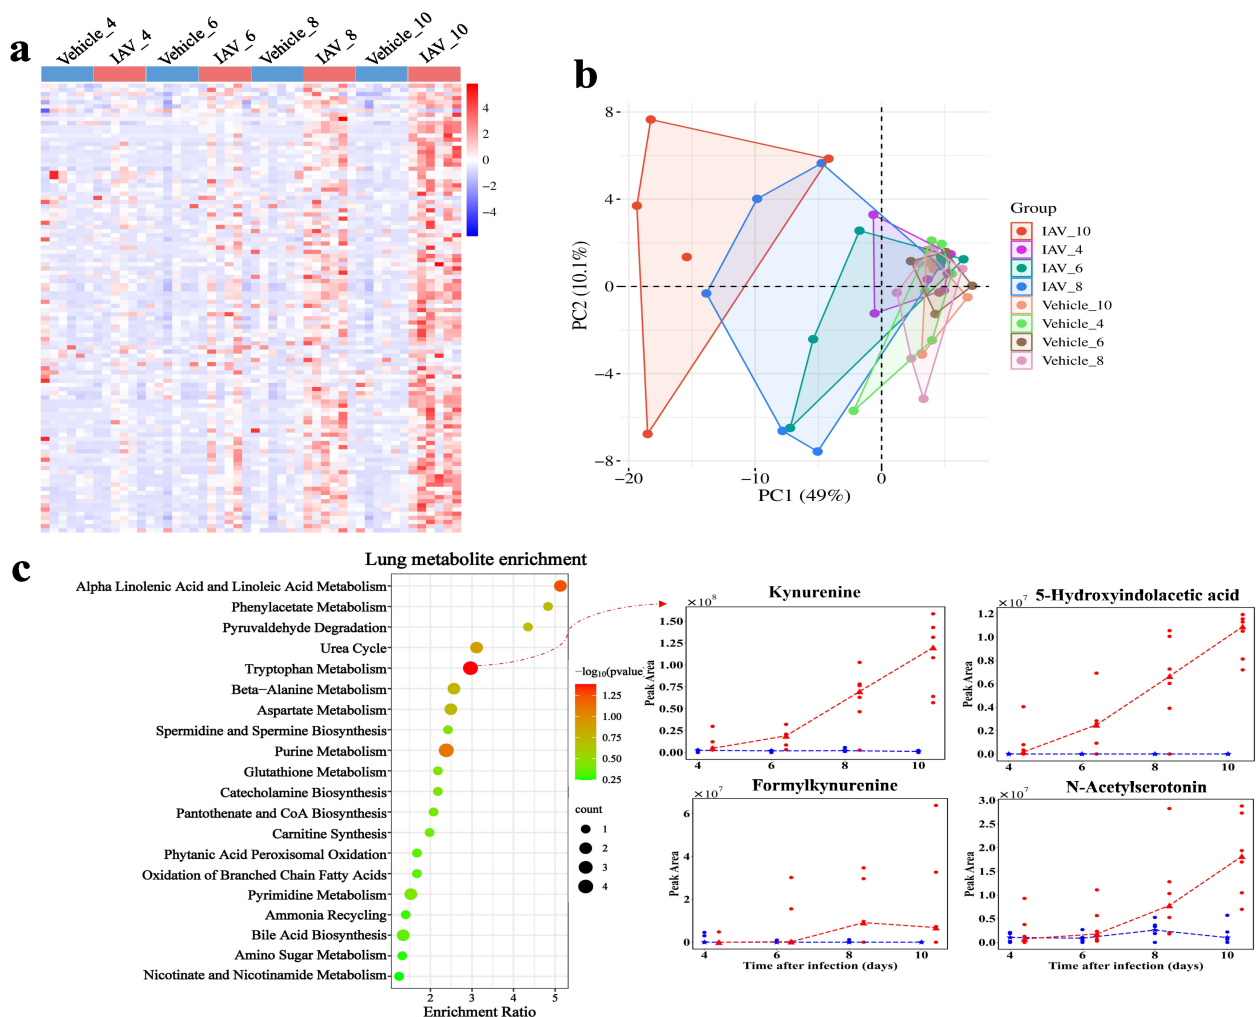 a
Vehicle_4
IAV_4
Vehicle_6
IAV_6
Vehicle_8
IAV_8
Vehicle_10
IAV_10
4
2
0
−2
−4
b
8
4
0
−4
−8
PC2 (10.1%)
−20
−10
0
PC1 (49%)
Group
IAV_10
IAV_4
IAV_6
IAV_8
Vehicle_10
Vehicle_4
Vehicle_6
Vehicle_8
c
Lung metabolite enrichment
Alpha Linolenic Acid and Linoleic Acid Metabolism
Phenylacetate Metabolism
Pyruvaldehyde Degradation
Urea Cycle
Tryptophan Metabolism
Beta−Alanine Metabolism
Aspartate Metabolism
Spermidine and Spermine Biosynthesis
Purine Metabolism
Glutathione Metabolism
Catecholamine Biosynthesis
Pantothenate and CoA Biosynthesis
Carnitine Synthesis
Phytanic Acid Peroxisomal Oxidation
Oxidation of Branched Chain Fatty Acids
Pyrimidine Metabolism
Ammonia Recycling
Bile Acid Biosynthesis
Amino Sugar Metabolism
Nicotinate and Nicotinamide Metabolism
2
3
4
5
Enrichment Ratio
−log10(pvalue)
1.25
1.00
0.75
0.50
0.25
count
1
2
3
4
Kynurenine
×10⁸
1.50
1.25
1.00
0.75
0.50
0.25
0.00
Peak Area
4
6
8
10
5-Hydroxyindolacetic acid
×10⁷
1.2
1.0
0.8
0.6
0.4
0.2
0.0
Peak Area
4
6
8
10
Formylkynurenine
×10⁷
6
4
2
0
Peak Area
4
6
8
10
Time after infection (days)
N-Acetylserotonin
×10⁷
3.0
2.5
2.0
1.5
1.0
0.5
0.0
Peak Area
4
6
8
10
Time after infection (days)